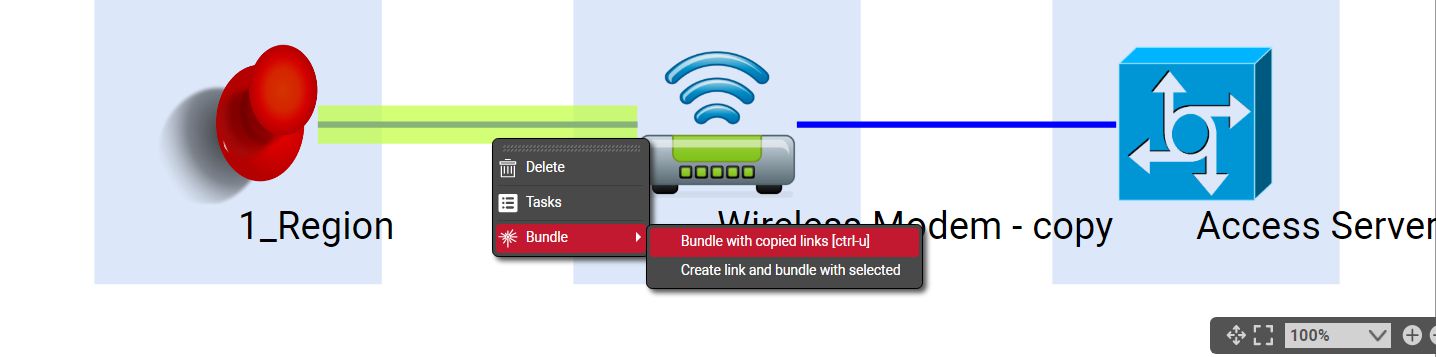 Delete
Tasks
1_Region
Wireless Modem - copy
Access Server
Bundle
Bundle with copied links [ctrl-u]
Create link and bundle with selected
100%